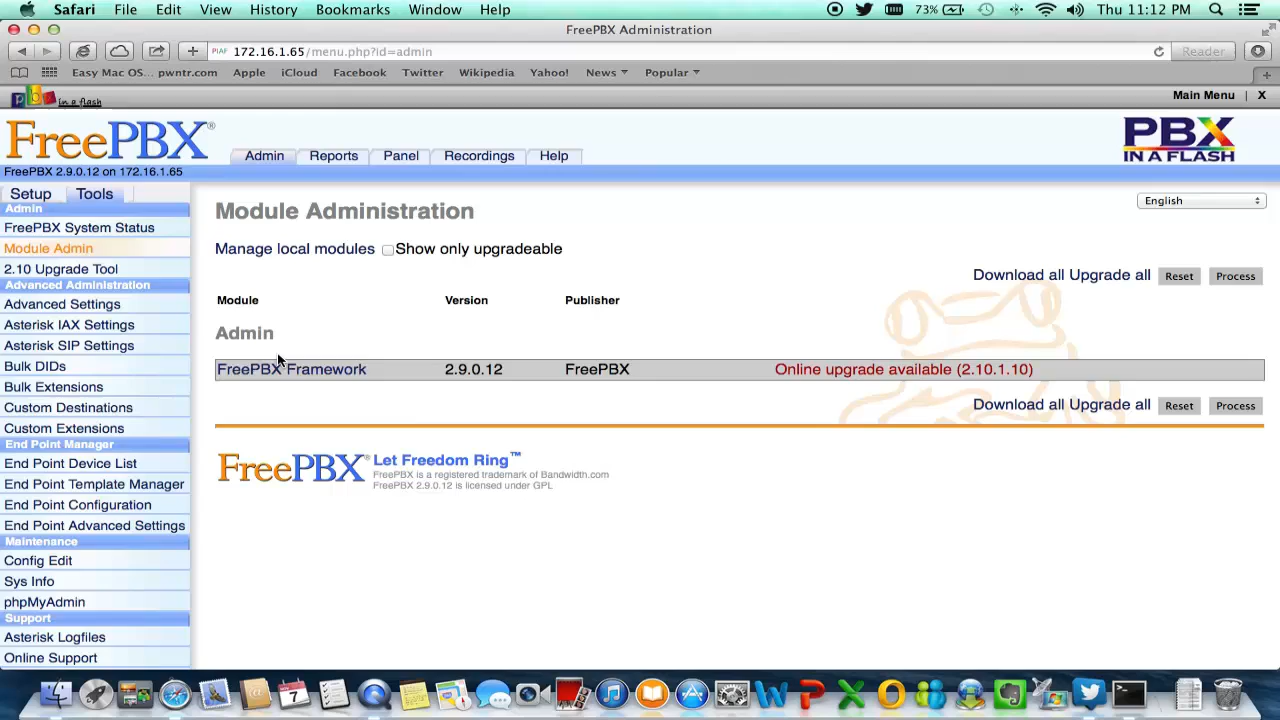 Safari File Edit View History Bookmarks Window Help 73% Thu 11:12 PM
FreePBX Administration
PIAF 172.16.1.65/menu.php?id=admin Reader
Easy Mac OS... pwntr.com Apple iCloud Facebook Twitter Wikipedia Yahoo! News Popular
pbx in a flash Main Menu | X
FreePBX®
Admin Reports Panel Recordings Help
PBX
IN A FLASH
FreePBX 2.9.0.12 on 172.16.1.65
Setup Tools
Admin
FreePBX System Status
Module Admin
2.10 Upgrade Tool
Advanced Administration
Advanced Settings
Asterisk IAX Settings
Asterisk SIP Settings
Bulk DIDs
Bulk Extensions
Custom Destinations
Custom Extensions
End Point Manager
End Point Device List
End Point Template Manager
End Point Configuration
End Point Advanced Settings
Maintenance
Config Edit
Sys Info
phpMyAdmin
Support
Asterisk Logfiles
Online Support
English
Module Administration
Manage local modules Show only upgradeable
Download all Upgrade all Reset Process
Module Version Publisher
Admin
FreePBX Framework 2.9.0.12 FreePBX Online upgrade available (2.10.1.10)
Download all Upgrade all Reset Process
FreePBX® Let Freedom Ring™
FreePBX is a registered trademark of Bandwidth.com
FreePBX 2.9.0.12 is licensed under GPL